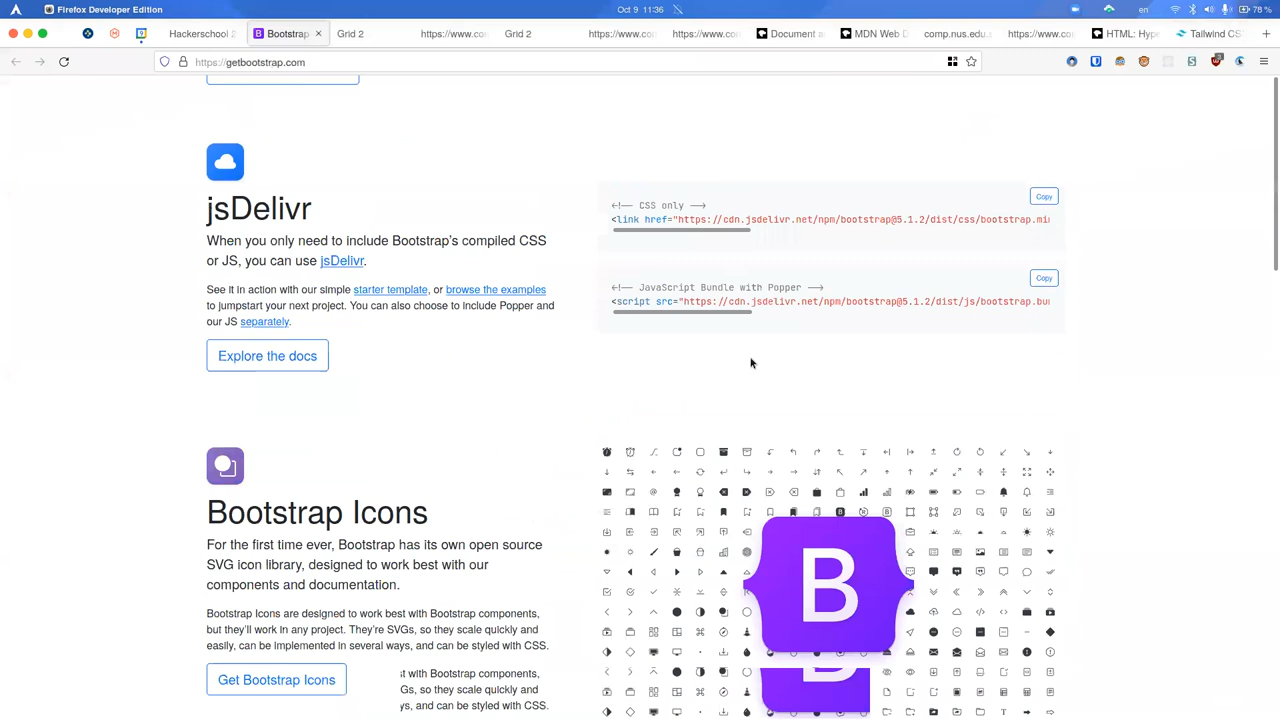 Firefox Developer Edition
Oct 9 11:36
en
78 %
Hackerschool 2
Bootstrap
Grid 2
https://www.con
Grid 2
https://www.con
https://www.con
Document a
MDN Web D
comp.nus.edu.s
https://www.con
HTML: Hype
Tailwind CS
https://getbootstrap.com
jsDelivr
When you only need to include Bootstrap's compiled CSS
or JS, you can use jsDelivr.
See it in action with our simple starter template, or browse the examples
to jumpstart your next project. You can also choose to include Popper and
our JS separately.
Explore the docs
<!-- CSS only -->
Copy
<link href="https://cdn.jsdelivr.net/npm/bootstrap@5.1.2/dist/css/bootstrap.mi
<!-- JavaScript Bundle with Popper -->
Copy
<script src="https://cdn.jsdelivr.net/npm/bootstrap@5.1.2/dist/js/bootstrap.bu
Bootstrap Icons
For the first time ever, Bootstrap has its own open source
SVG icon library, designed to work best with our
components and documentation.
Bootstrap Icons are designed to work best with Bootstrap components,
but they'll work in any project. They're SVGs, so they scale quickly and
easily, can be implemented in several ways, and can be styled with CSS.
Get Bootstrap Icons
st with Bootstrap components,
Gs, so they scale quickly and
s, and can be styled with CSS.
B